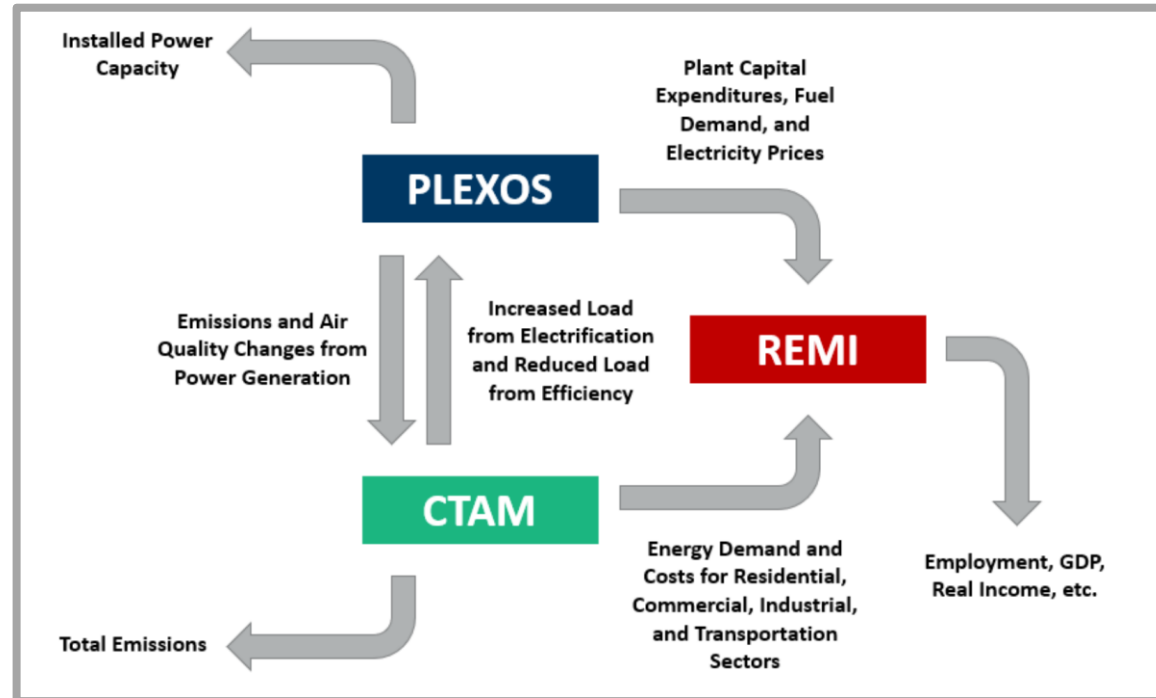 Installed Power
Capacity
Plant Capital
Expenditures, Fuel
Demand, and
Electricity Prices
PLEXOS
Emissions and Air
Quality Changes from
Power Generation
Increased Load
from Electrification
and Reduced Load
from Efficiency
REMI
CTAM
Energy Demand and
Costs for Residential,
Commercial, Industrial,
and Transportation
Sectors
Employment, GDP,
Real Income, etc.
Total Emissions